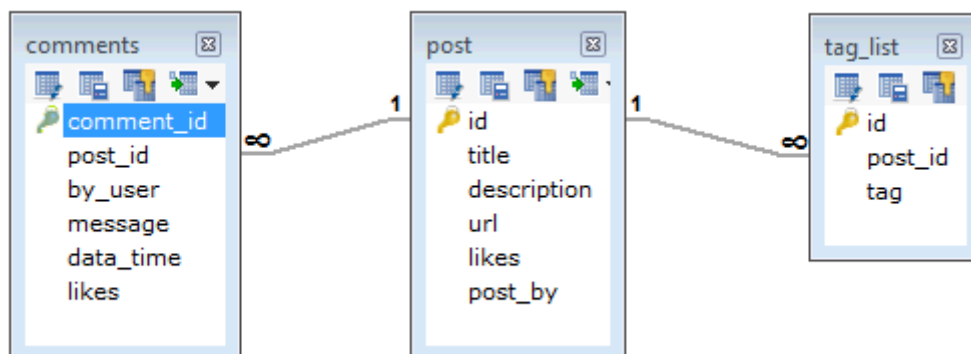 comments
comment_id
post_id
by_user
message
data_time
likes
∞
1
post
id
title
description
url
likes
post_by
1
∞
tag_list
id
post_id
tag